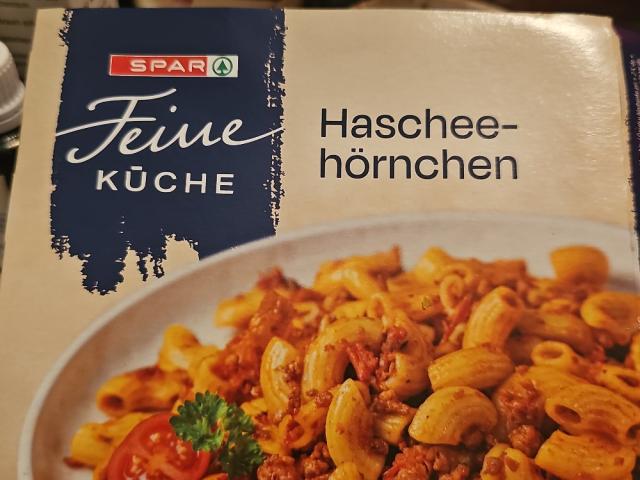 SPAR
Feine
KÜCHE
Haschee-
hörnchen